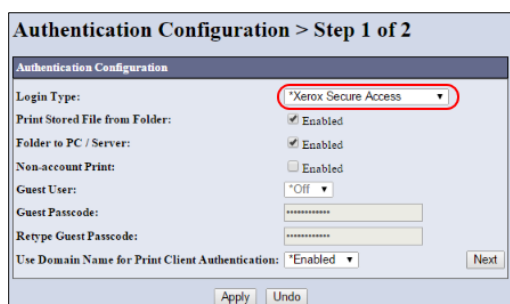 Authentication Configuration > Step 1 of 2
Authentication Configuration
Login Type: *Xerox Secure Access
Print Stored File from Folder: Enabled
Folder to PC / Server: Enabled
Non-account Print: Enabled
Guest User: *Off
Guest Passcode: ••••••••••••
Retype Guest Passcode: ••••••••••••
Use Domain Name for Print Client Authentication: *Enabled Next
Apply Undo